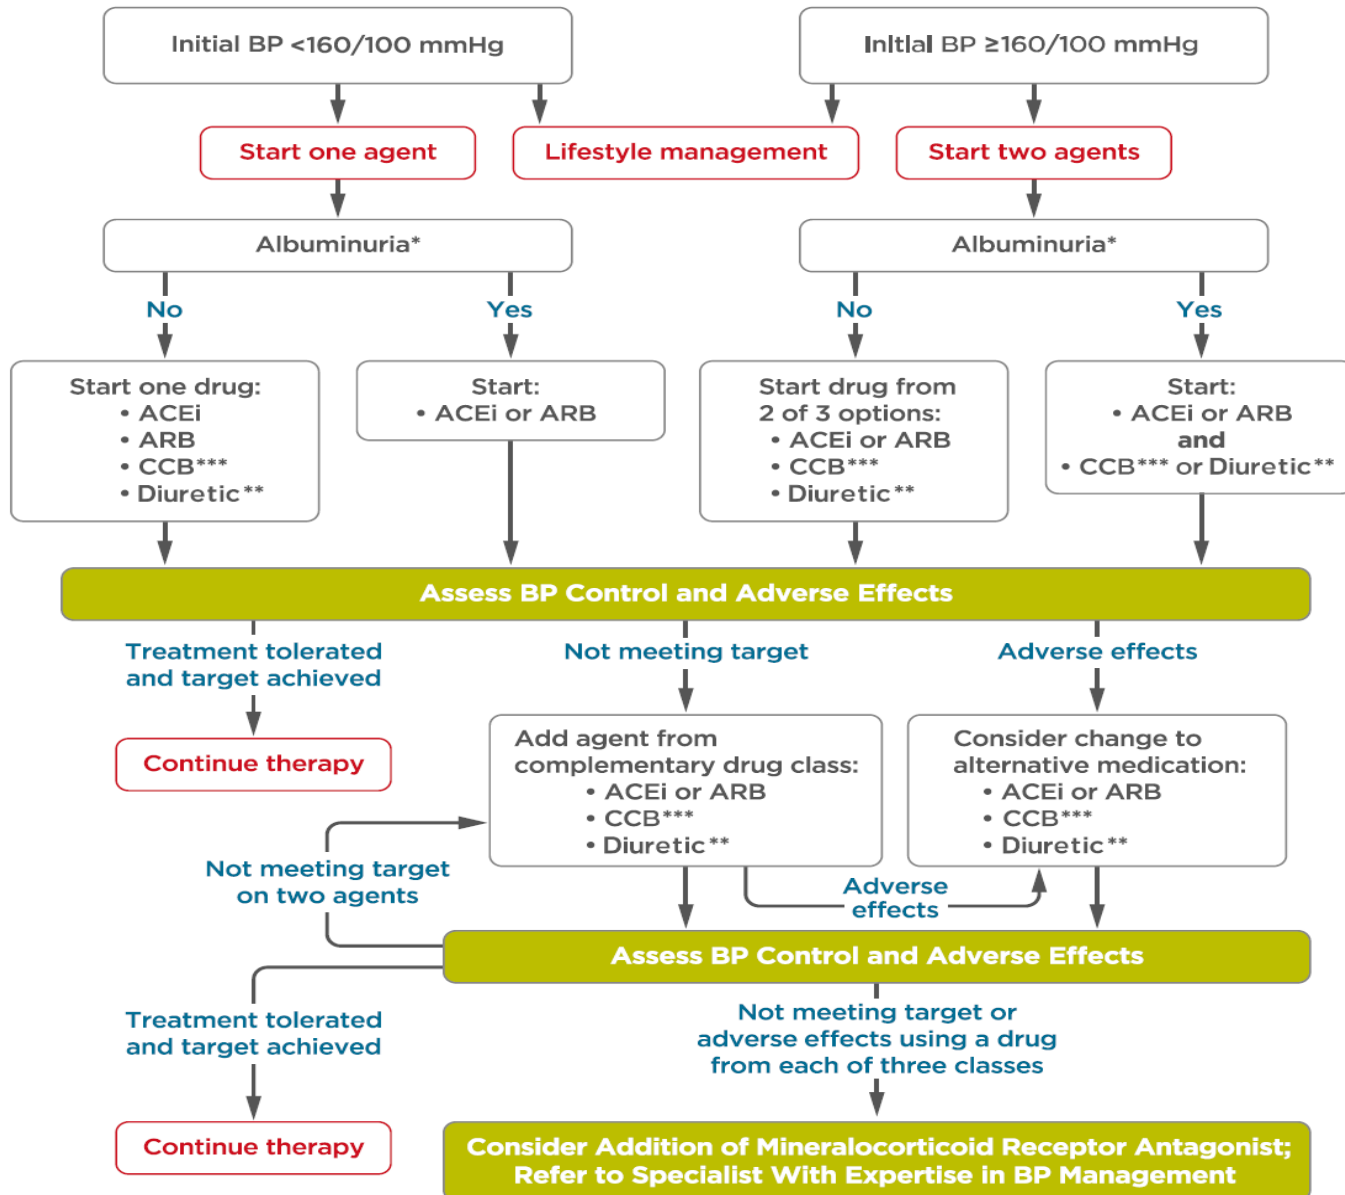 Initial BP <160/100 mmHg
InItIal BP ≥160/100 mmHg
Start one agent
Lifestyle management
Start two agents
Albuminuria*
Albuminuria*
No
Yes
No
Yes
Start one drug:
• ACEi
• ARB
• CCB***
• Diuretic**
Start:
• ACEi or ARB
Start drug from
2 of 3 options:
• ACEi or ARB
• CCB***
• Diuretic**
Start:
• ACEi or ARB
and
• CCB*** or Diuretic**
Assess BP Control and Adverse Effects
Treatment tolerated
and target achieved
Not meeting target
Adverse effects
Continue therapy
Add agent from
complementary drug class:
• ACEi or ARB
• CCB***
• Diuretic**
Consider change to
alternative medication:
• ACEi or ARB
• CCB***
• Diuretic**
Not meeting target
on two agents
Adverse
effects
Assess BP Control and Adverse Effects
Treatment tolerated
and target achieved
Not meeting target or
adverse effects using a drug
from each of three classes
Continue therapy
Consider Addition of Mineralocorticoid Receptor Antagonist;
Refer to Specialist With Expertise in BP Management